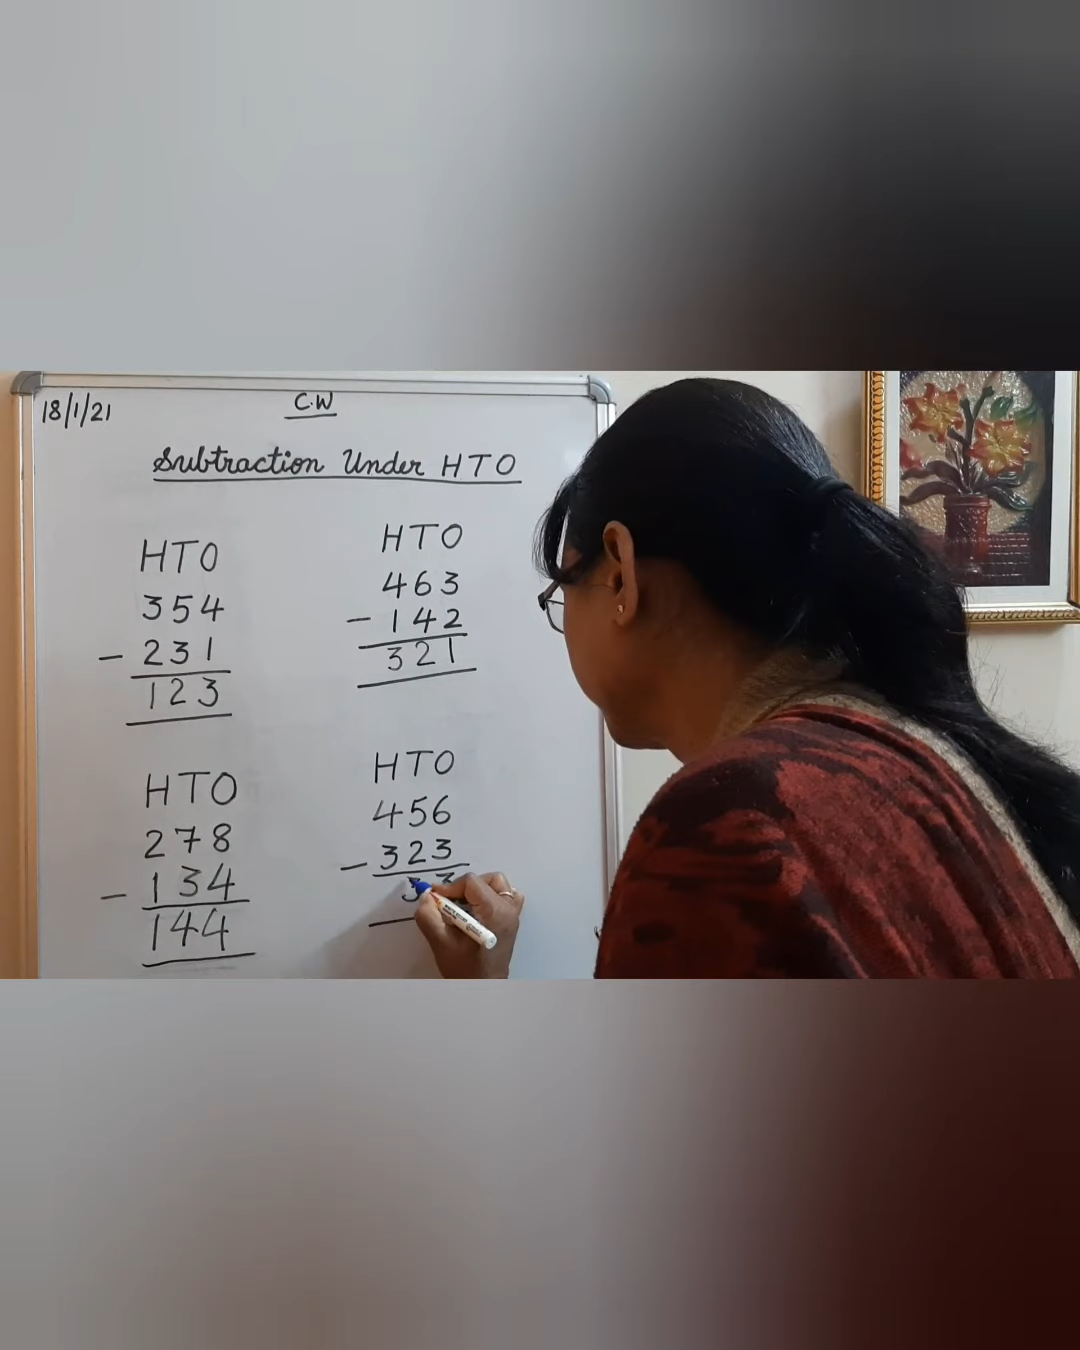 18/1/21
C.W
Subtraction Under HTO
HTO
354
- 231
123
HTO
463
- 142
321
HTO
278
- 134
144
HTO
456
- 323
33